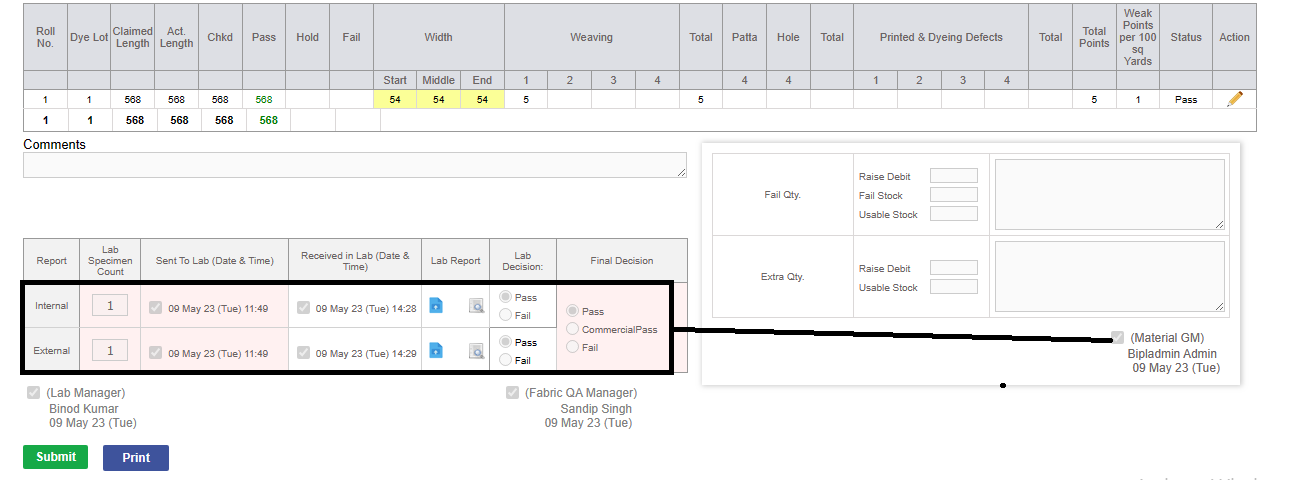 Roll No. Dye Lot Claimed Length Act. Length Chkd Pass Hold Fail Width Weaving Total Patta Hole Total Printed & Dyeing Defects Total Total Points Weak Points per 100 sq Yards Status Action
Start Middle End 1 2 3 4 4 4 1 2 3 4
1 1 568 568 568 568 54 54 54 5 5 5 1 Pass
1 1 568 568 568 568
Comments
Fail Qty.
Raise Debit
Fail Stock
Usable Stock
Extra Qty.
Raise Debit
Usable Stock
(Material GM)
Bipladmin Admin
09 May 23 (Tue)
Report Lab Specimen Count Sent To Lab (Date & Time) Received in Lab (Date & Time) Lab Report Lab Decision: Final Decision
Internal 1 09 May 23 (Tue) 11:49 09 May 23 (Tue) 14:28 Pass Fail
External 1 09 May 23 (Tue) 11:49 09 May 23 (Tue) 14:29 Pass Fail
Pass
CommercialPass
Fail
(Lab Manager)
Binod Kumar
09 May 23 (Tue)
(Fabric QA Manager)
Sandip Singh
09 May 23 (Tue)
Submit Print